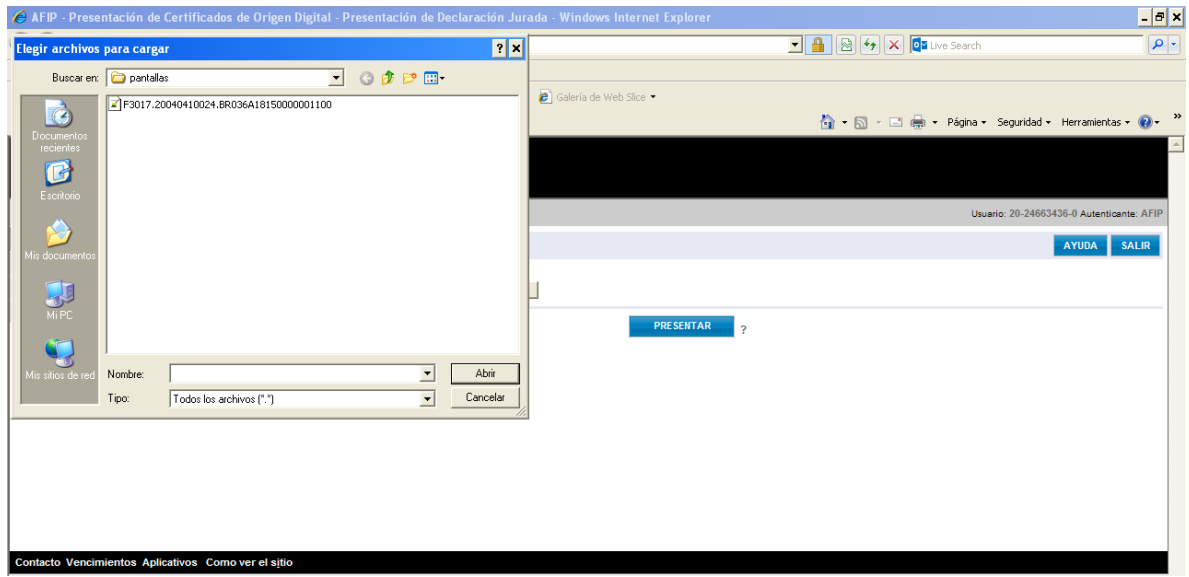 AFIP - Presentación de Certificados de Origen Digital - Presentación de Declaración Jurada - Windows Internet Explorer
Elegir archivos para cargar
Live Search
Buscar en: pantallas
Galería de Web Slice
F3017.20040410024.BR036A18150000001100
Página Seguridad Herramientas
Documentos
recientes
Escritorio
Usuario: 20-24663436-0 Autenticante: AFIP
AYUDA SALIR
Mis documentos
Mi PC
PRESENTAR ?
Mis sitios de red
Nombre: Abrir
Tipo: Todos los archivos (".") Cancelar
Contacto Vencimientos Aplicativos Como ver el sitio